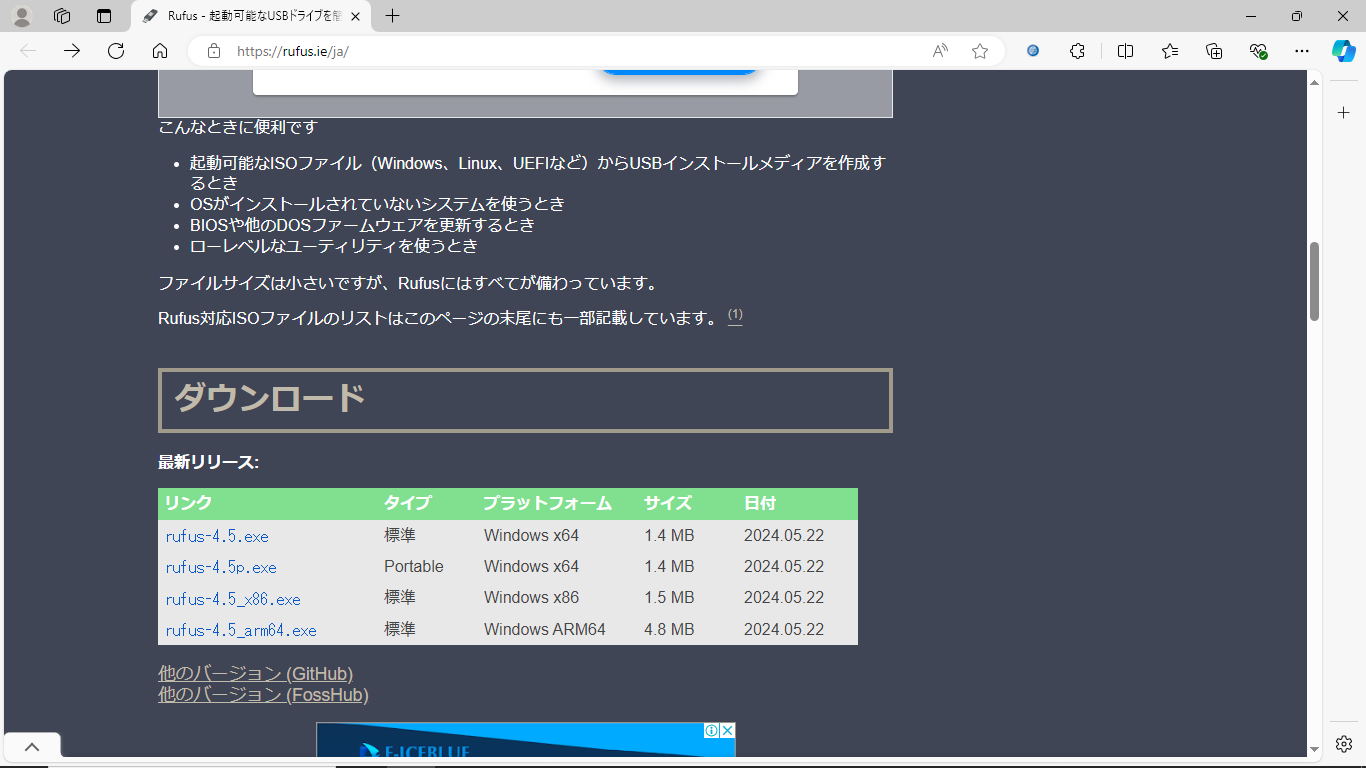 Rufus - 起動可能なUSBドライブを
https://rufus.ie/ja/
こんなときに便利です
起動可能なISOファイル（Windows、Linux、UEFIなど）からUSBインストールメディアを作成す
るとき
OSがインストールされていないシステムを使うとき
BIOSや他のDOSファームウェアを更新するとき
ローレベルなユーティリティを使うとき
ファイルサイズは小さいですが、Rufusにはすべてが備わっています。
Rufus対応ISOファイルのリストはこのページの末尾にも一部記載しています。 (1)
ダウンロード
最新リリース:
リンク タイプ プラットフォーム サイズ 日付
rufus-4.5.exe 標準 Windows x64 1.4 MB 2024.05.22
rufus-4.5p.exe Portable Windows x64 1.4 MB 2024.05.22
rufus-4.5_x86.exe 標準 Windows x86 1.5 MB 2024.05.22
rufus-4.5_arm64.exe 標準 Windows ARM64 4.8 MB 2024.05.22
他のバージョン (GitHub)
他のバージョン (FossHub)
E-ICEBLUE